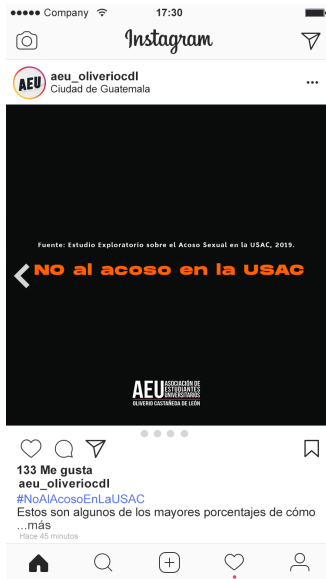 Company
17:30
Instagram
AEU
aeu_oliveriocdl
Ciudad de Guatemala
Fuente: Estudio Exploratorio sobre el Acoso Sexual en la USAC, 2019.
NO al acoso en la USAC
AEU ASOCIACIÓN DE
ESTUDIANTES
UNIVERSITARIOS
OLIVERIO CASTAÑEDA DE LEÓN
133 Me gusta
aeu_oliveriocdl
#NoAlAcosoEnLaUSAC
Estos son algunos de los mayores porcentajes de cómo
...más
Hace 45 minutos